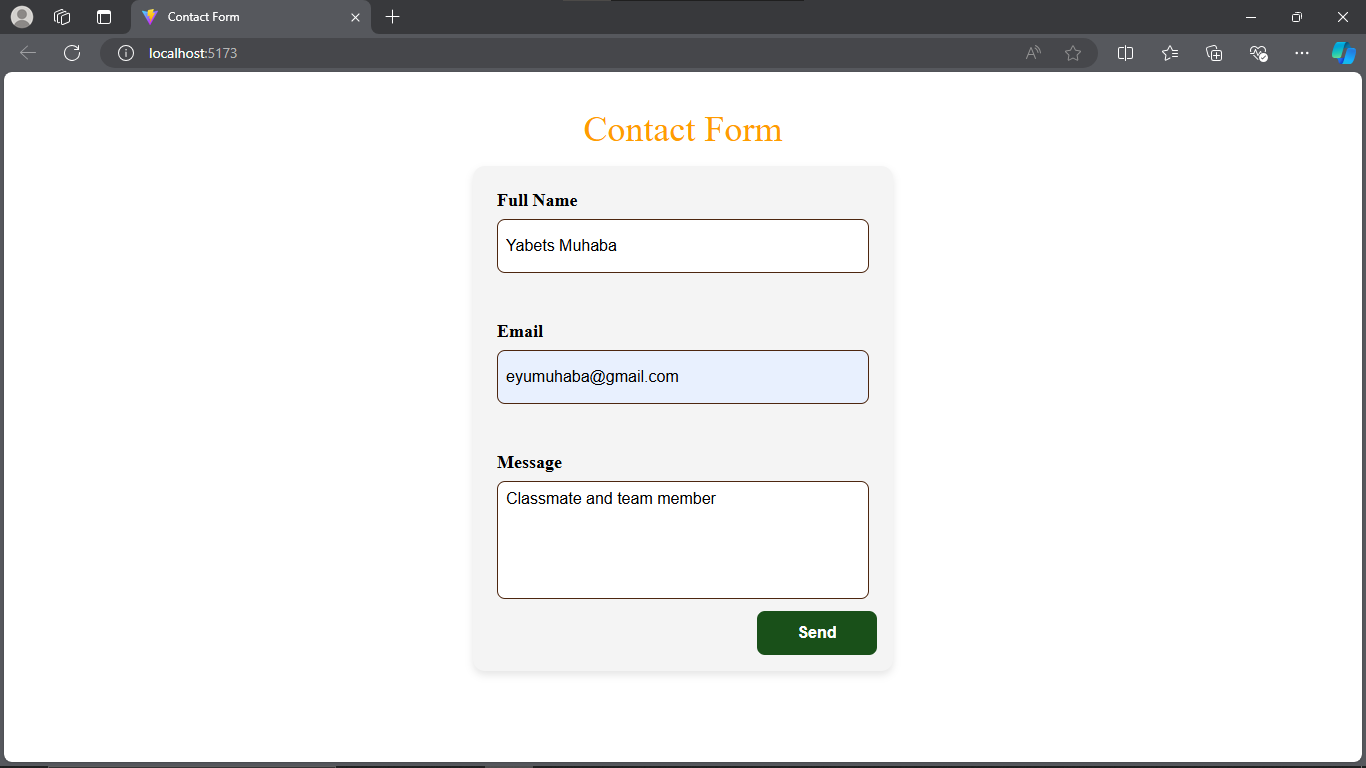 Contact Form
localhost:5173
Contact Form
Full Name
Yabets Muhaba
Email
eyumuhaba@gmail.com
Message
Classmate and team member
Send